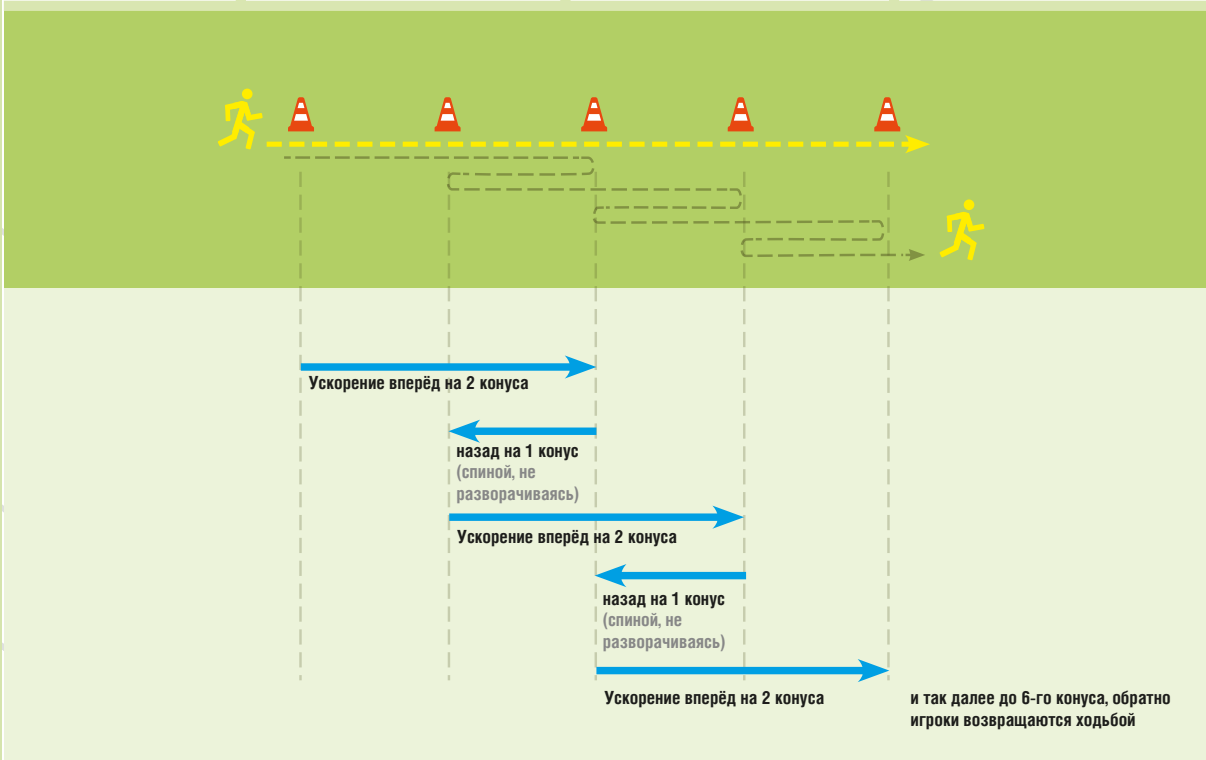 Ускорение вперёд на 2 конуса
назад на 1 конус
(спиной, не
разворачиваясь)
Ускорение вперёд на 2 конуса
назад на 1 конус
(спиной, не
разворачиваясь)
Ускорение вперёд на 2 конуса
и так далее до 6-го конуса, обратно
игроки возвращаются ходьбой